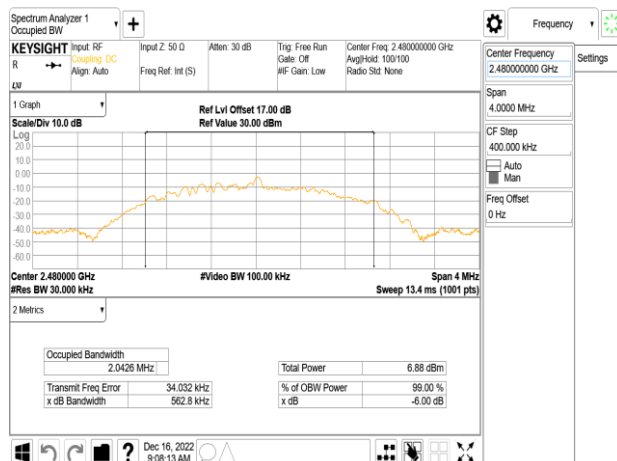 Spectrum Analyzer 1
Occupied BW
Frequency
KEYSIGHT
Input: RF
Coupling: DC
Align: Auto
Input Z: 50 Ω
Freq Ref: Int (S)
Atten: 30 dB
Trig: Free Run
Gate: Off
#IF Gain: Low
Center Freq: 2.480000000 GHz
Avg|Hold: 100/100
Radio Std: None
R
LXI
Center Frequency
2.480000000 GHz
Settings
Span
4.0000 MHz
CF Step
400.000 kHz
Auto
Man
Freq Offset
0 Hz
1 Graph
Scale/Div 10.0 dB
Ref Lvl Offset 17.00 dB
Ref Value 30.00 dBm
Log
20.0
10.0
0.00
-10.0
-20.0
-30.0
-40.0
-50.0
-60.0
Center 2.480000 GHz
#Res BW 30.000 kHz
#Video BW 100.00 kHz
Span 4 MHz
Sweep 13.4 ms (1001 pts)
2 Metrics
Occupied Bandwidth
2.0426 MHz
Transmit Freq Error 34.032 kHz
x dB Bandwidth 562.8 kHz
Total Power 6.88 dBm
% of OBW Power 99.00 %
x dB -6.00 dB
Dec 16, 2022
9:08:13 AM